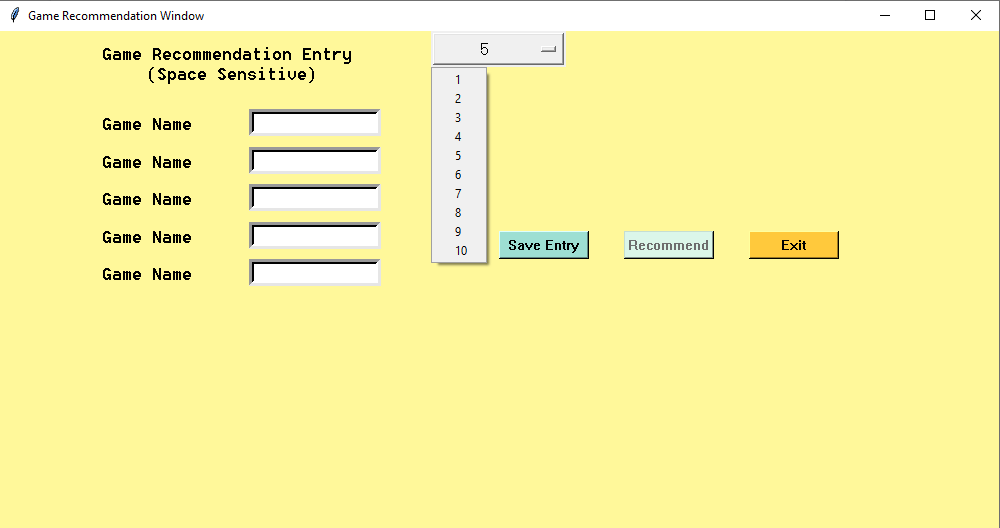 Game Recommendation Window
Game Recommendation Entry
(Space Sensitive)
5
1
2
3
4
5
6
7
8
9
10
Game Name
Game Name
Game Name
Game Name
Game Name
Save Entry
Recommend
Exit